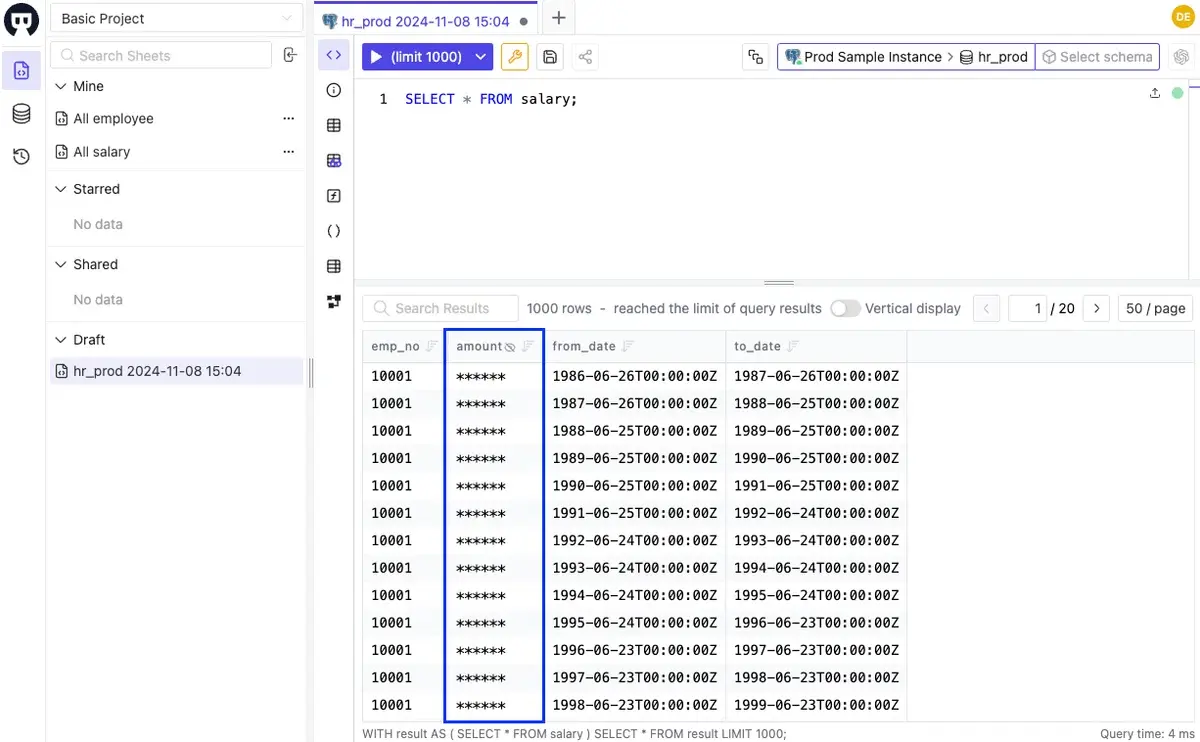 Basic Project
Search Sheets
Mine
All employee
All salary
Starred
No data
Shared
No data
Draft
hr_prod 2024-11-08 15:04
hr_prod 2024-11-08 15:04
DE
(limit 1000)
Prod Sample Instance > hr_prod
Select schema
1 SELECT * FROM salary;
Search Results
1000 rows - reached the limit of query results
Vertical display
1 / 20
50 / page
emp_no amount from_date to_date
10001 ****** 1986-06-26T00:00:00Z 1987-06-26T00:00:00Z
10001 ****** 1987-06-26T00:00:00Z 1988-06-25T00:00:00Z
10001 ****** 1988-06-25T00:00:00Z 1989-06-25T00:00:00Z
10001 ****** 1989-06-25T00:00:00Z 1990-06-25T00:00:00Z
10001 ****** 1990-06-25T00:00:00Z 1991-06-25T00:00:00Z
10001 ****** 1991-06-25T00:00:00Z 1992-06-24T00:00:00Z
10001 ****** 1992-06-24T00:00:00Z 1993-06-24T00:00:00Z
10001 ****** 1993-06-24T00:00:00Z 1994-06-24T00:00:00Z
10001 ****** 1994-06-24T00:00:00Z 1995-06-24T00:00:00Z
10001 ****** 1995-06-24T00:00:00Z 1996-06-23T00:00:00Z
10001 ****** 1996-06-23T00:00:00Z 1997-06-23T00:00:00Z
10001 ****** 1997-06-23T00:00:00Z 1998-06-23T00:00:00Z
10001 ****** 1998-06-23T00:00:00Z 1999-06-23T00:00:00Z
WITH result AS ( SELECT * FROM salary ) SELECT * FROM result LIMIT 1000;
Query time: 4 ms